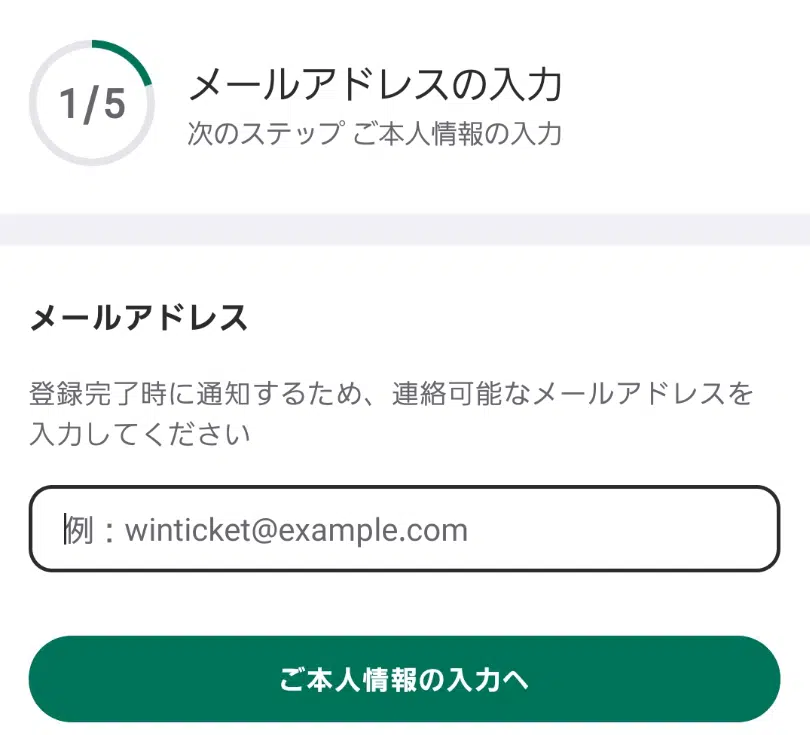 1/5
メールアドレスの入力
次のステップ ご本人情報の入力
メールアドレス
登録完了時に通知するため、連絡可能なメールアドレスを
入力してください
例：winticket@example.com
ご本人情報の入力へ